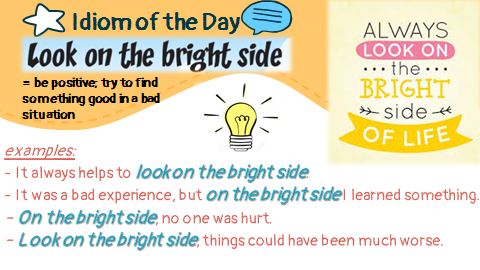 Idiom of the Day
Look on the bright side
= be positive; try to find
something good in a bad
situation
ALWAYS
LOOK ON
the
BRIGHT
side
OF LIFE
examples:
- It always helps to look on the bright side.
- It was a bad experience, but on the bright side I learned something.
- On the bright side, no one was hurt.
- Look on the bright side, things could have been much worse.